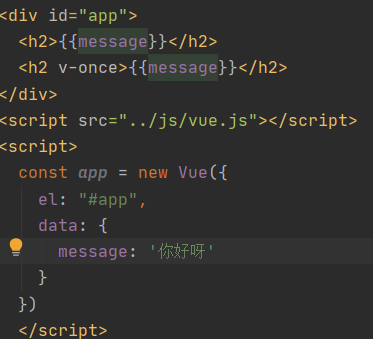 <div id="app">
  <h2>{{message}}</h2>
  <h2 v-once>{{message}}</h2>
</div>
<script src="../js/vue.js"></script>
<script>
  const app = new Vue({
    el: "#app",
    data: {
      message: '你好呀'
    }
  })
  </script>